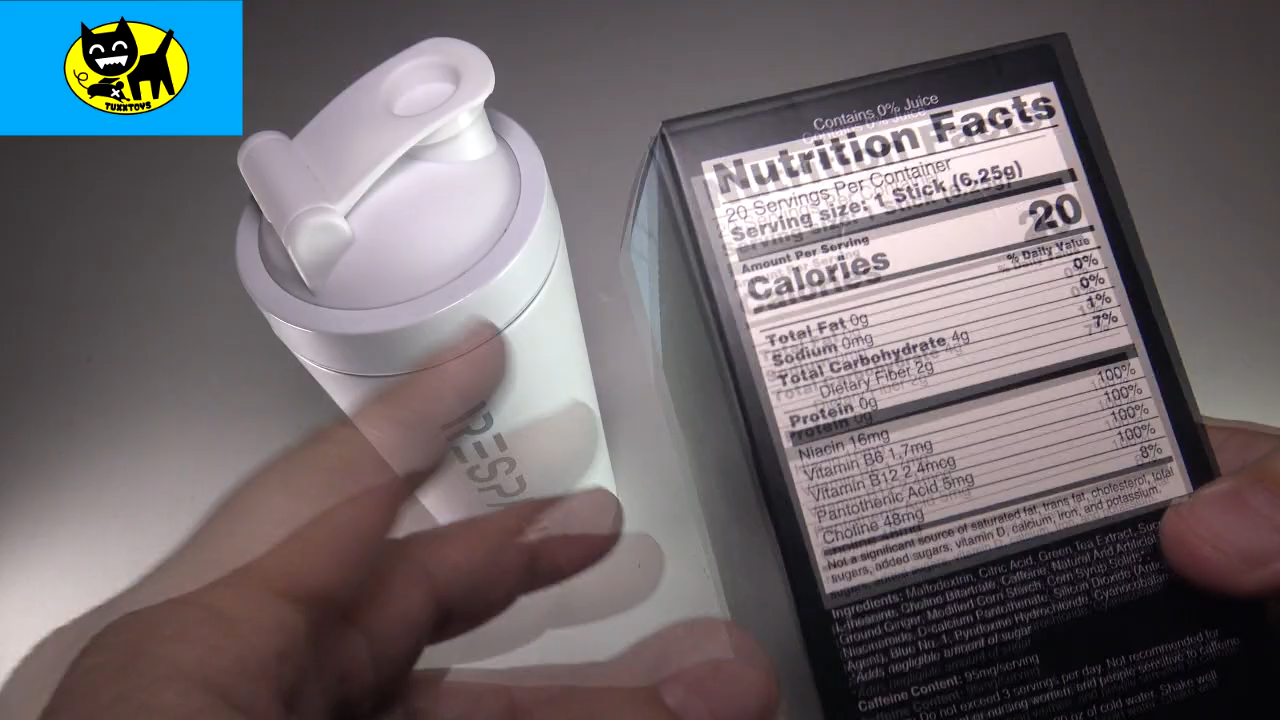 TUXXTOYS
Contains 0% Juice
Nutrition Facts
20 Servings Per Container
Serving size: 1 Stick (6.25g)
Amount Per Serving
Calories 20
% Daily Value
Total Fat 0g 0%
Sodium 0mg 0%
Total Carbohydrate 4g 1%
Dietary Fiber 2g 7%
Protein 0g
Niacin 16mg 100%
Vitamin B6 1.7mg 100%
Vitamin B12 2.4mcg 100%
Pantothenic Acid 5mg 100%
Choline 48mg 8%
Not a significant source of saturated fat, trans fat, cholesterol, total
sugars, added sugars, vitamin D, calcium, iron, and potassium.
Ingredients: Maltodextrin, Citric Acid, Green Tea Extract,
Choline Bitartrate, Caffeine, Natural And
Ground Ginger, Modified Corn Starch, Corn Syrup Solids,
Niacinamide, D-calcium Pantothenate, Silicon Dioxide
Agent), Blue No. 1, Pyridoxine Hydrochloride,
*Adds negligible amount of sugar
Caffeine Content: 95mg/serving
Do not exceed 3 servings per day. Not recommended for
nursing women, and people sensitive to caffeine
oz of cold water. Shake well